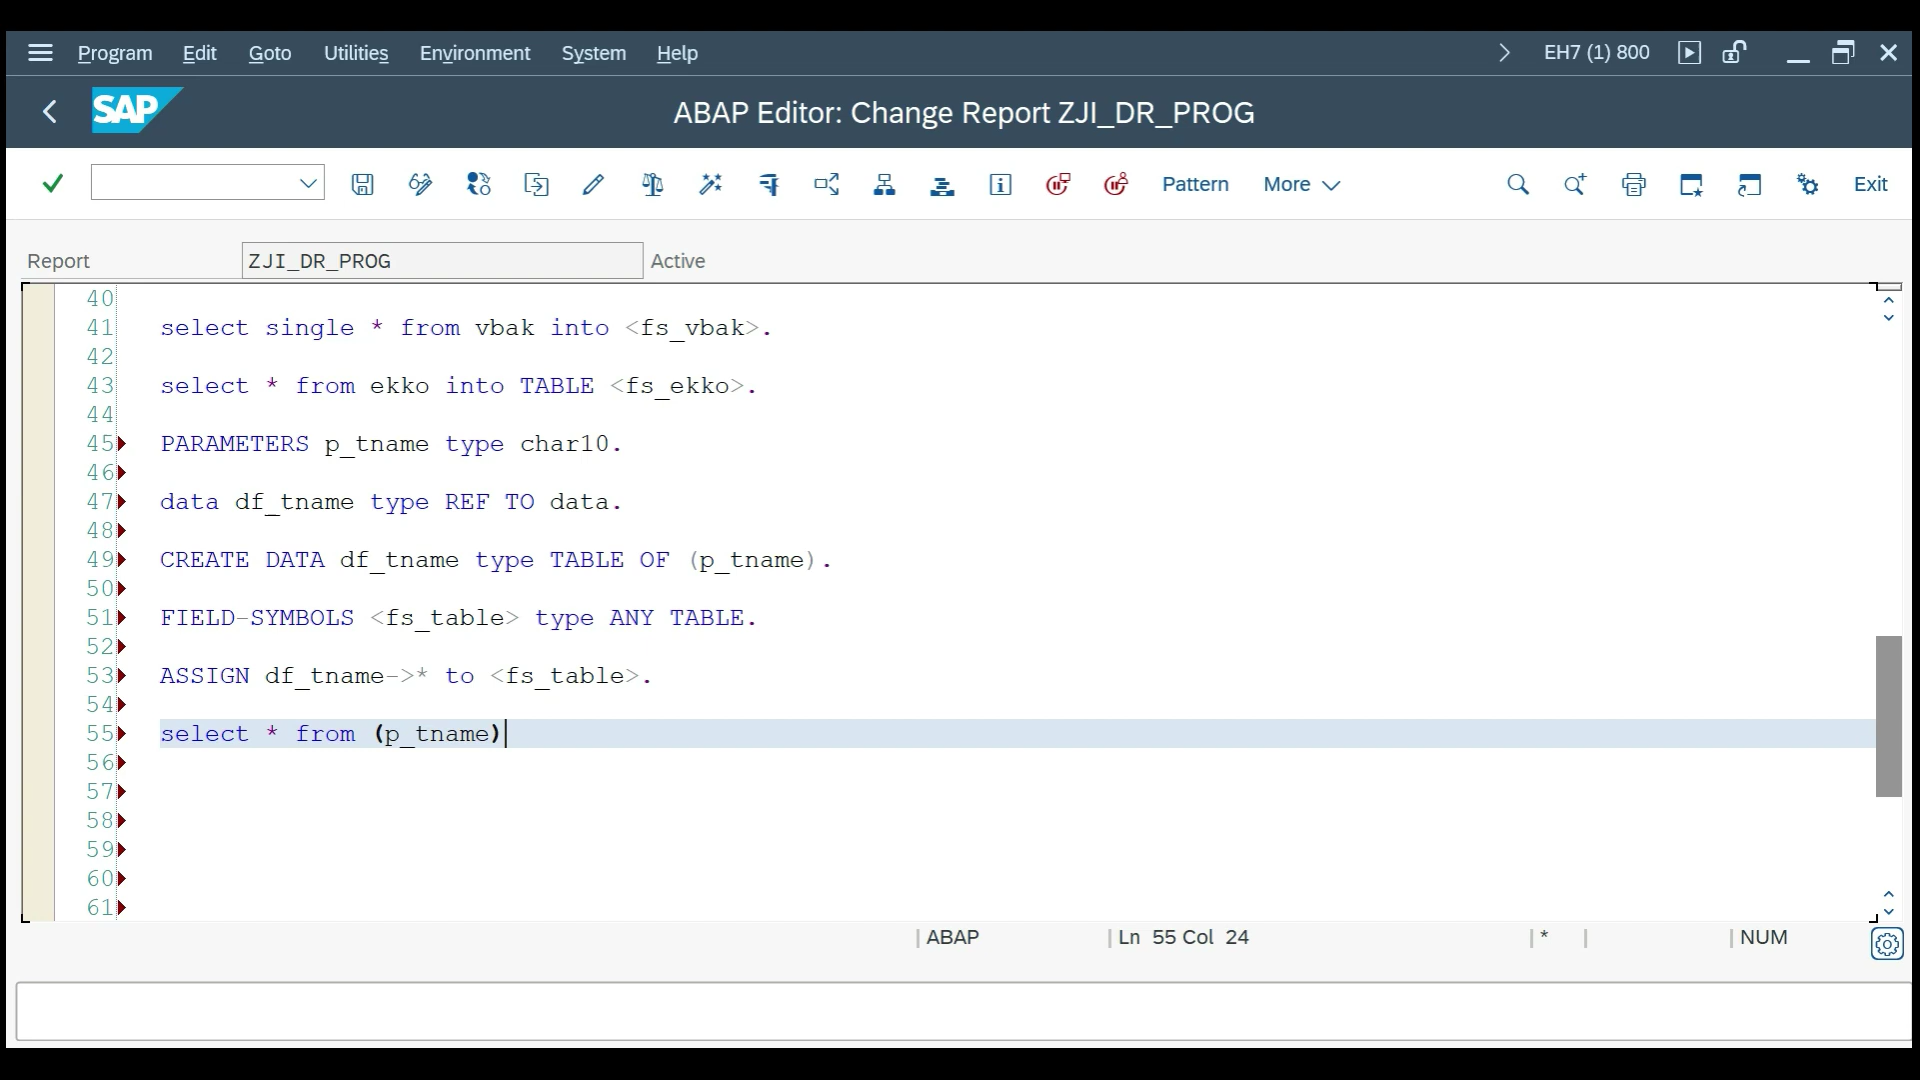 Program Edit Goto Utilities Environment System Help EH7 (1) 800
SAP ABAP Editor: Change Report ZJI_DR_PROG
Pattern More Exit
Report ZJI_DR_PROG Active
40
41 select single * from vbak into <fs_vbak>.
42
43 select * from ekko into TABLE <fs_ekko>.
44
45 PARAMETERS p_tname type char10.
46
47 data df_tname type REF TO data.
48
49 CREATE DATA df_tname type TABLE OF (p_tname).
50
51 FIELD-SYMBOLS <fs_table> type ANY TABLE.
52
53 ASSIGN df_tname->* to <fs_table>.
54
55 select * from (p_tname)
56
57
58
59
60
61
ABAP Ln 55 Col 24 * NUM